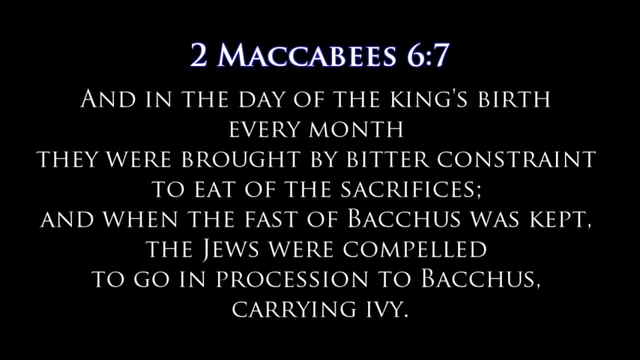 2 Maccabees 6:7
And in the day of the king's birth
every month
they were brought by bitter constraint
to eat of the sacrifices;
and when the fast of Bacchus was kept,
the Jews were compelled
to go in procession to Bacchus,
carrying ivy.